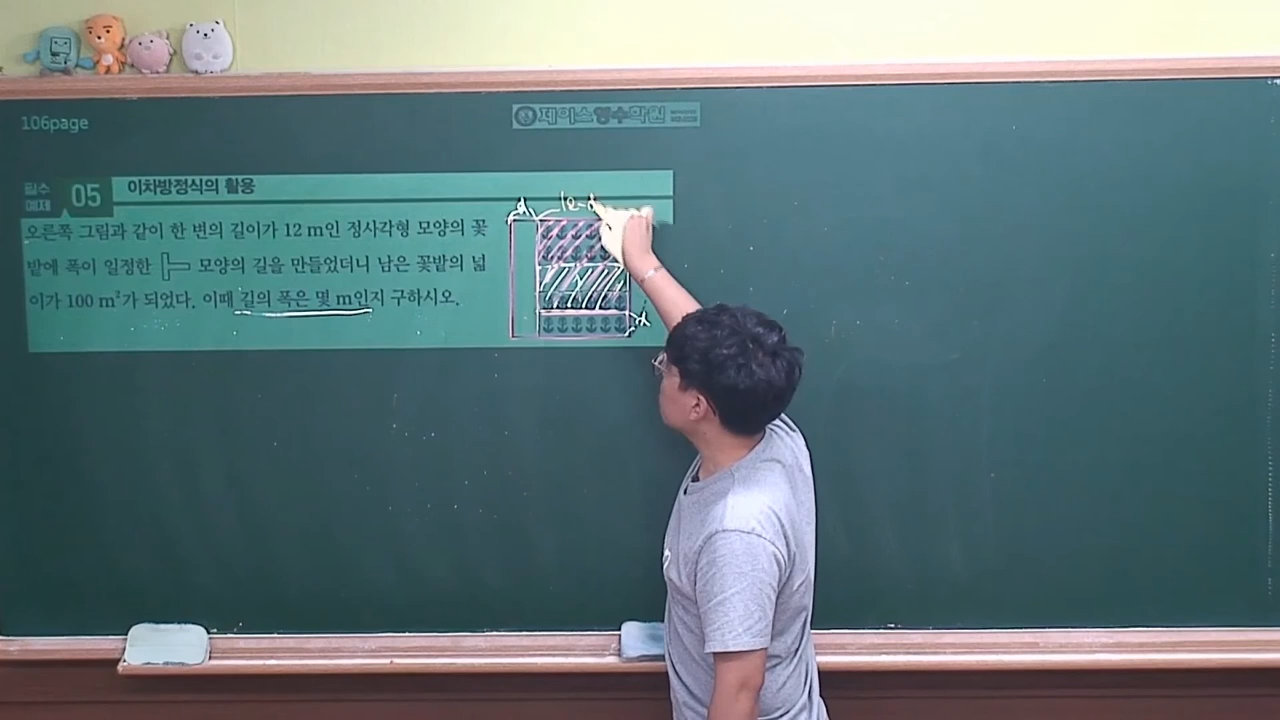 106page
제이스영수학원
필수
예제
05
이차방정식의 활용
오른쪽 그림과 같이 한 변의 길이가 12 m인 정사각형 모양의 꽃
밭에 폭이 일정한 모양의 길을 만들었더니 남은 꽃밭의 넓
이가 100 m²가 되었다. 이때 길의 폭은 몇 m인지 구하시오.